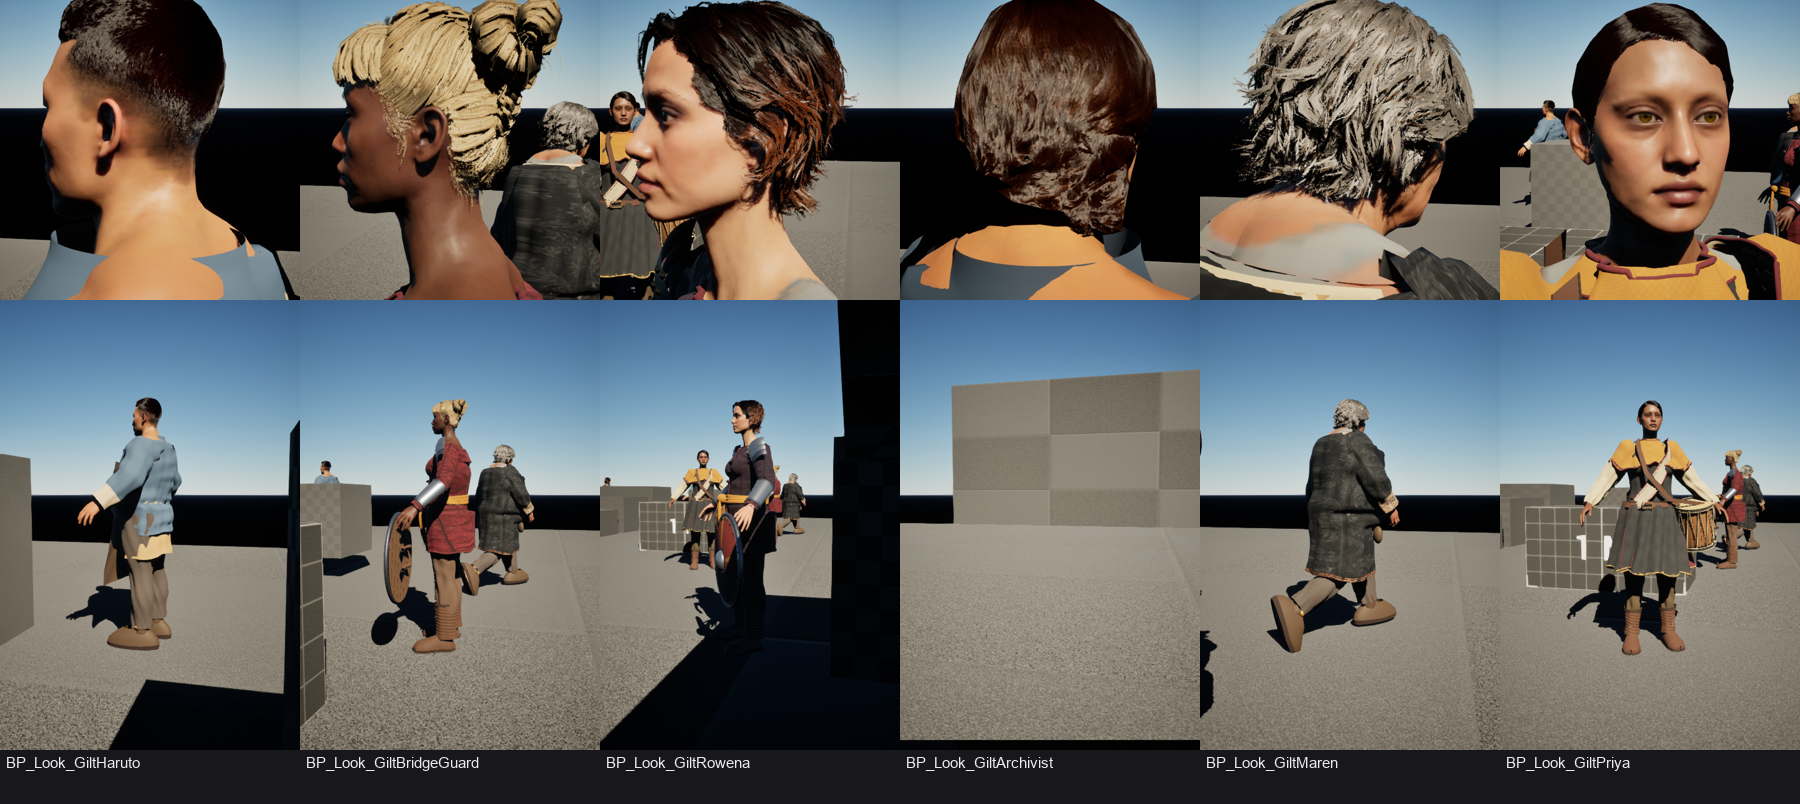 BP_Look_GiltHaruto
BP_Look_GiltBridgeGuard
BP_Look_GiltRowena
BP_Look_GiltArchivist
BP_Look_GiltMaren
BP_Look_GiltPriya